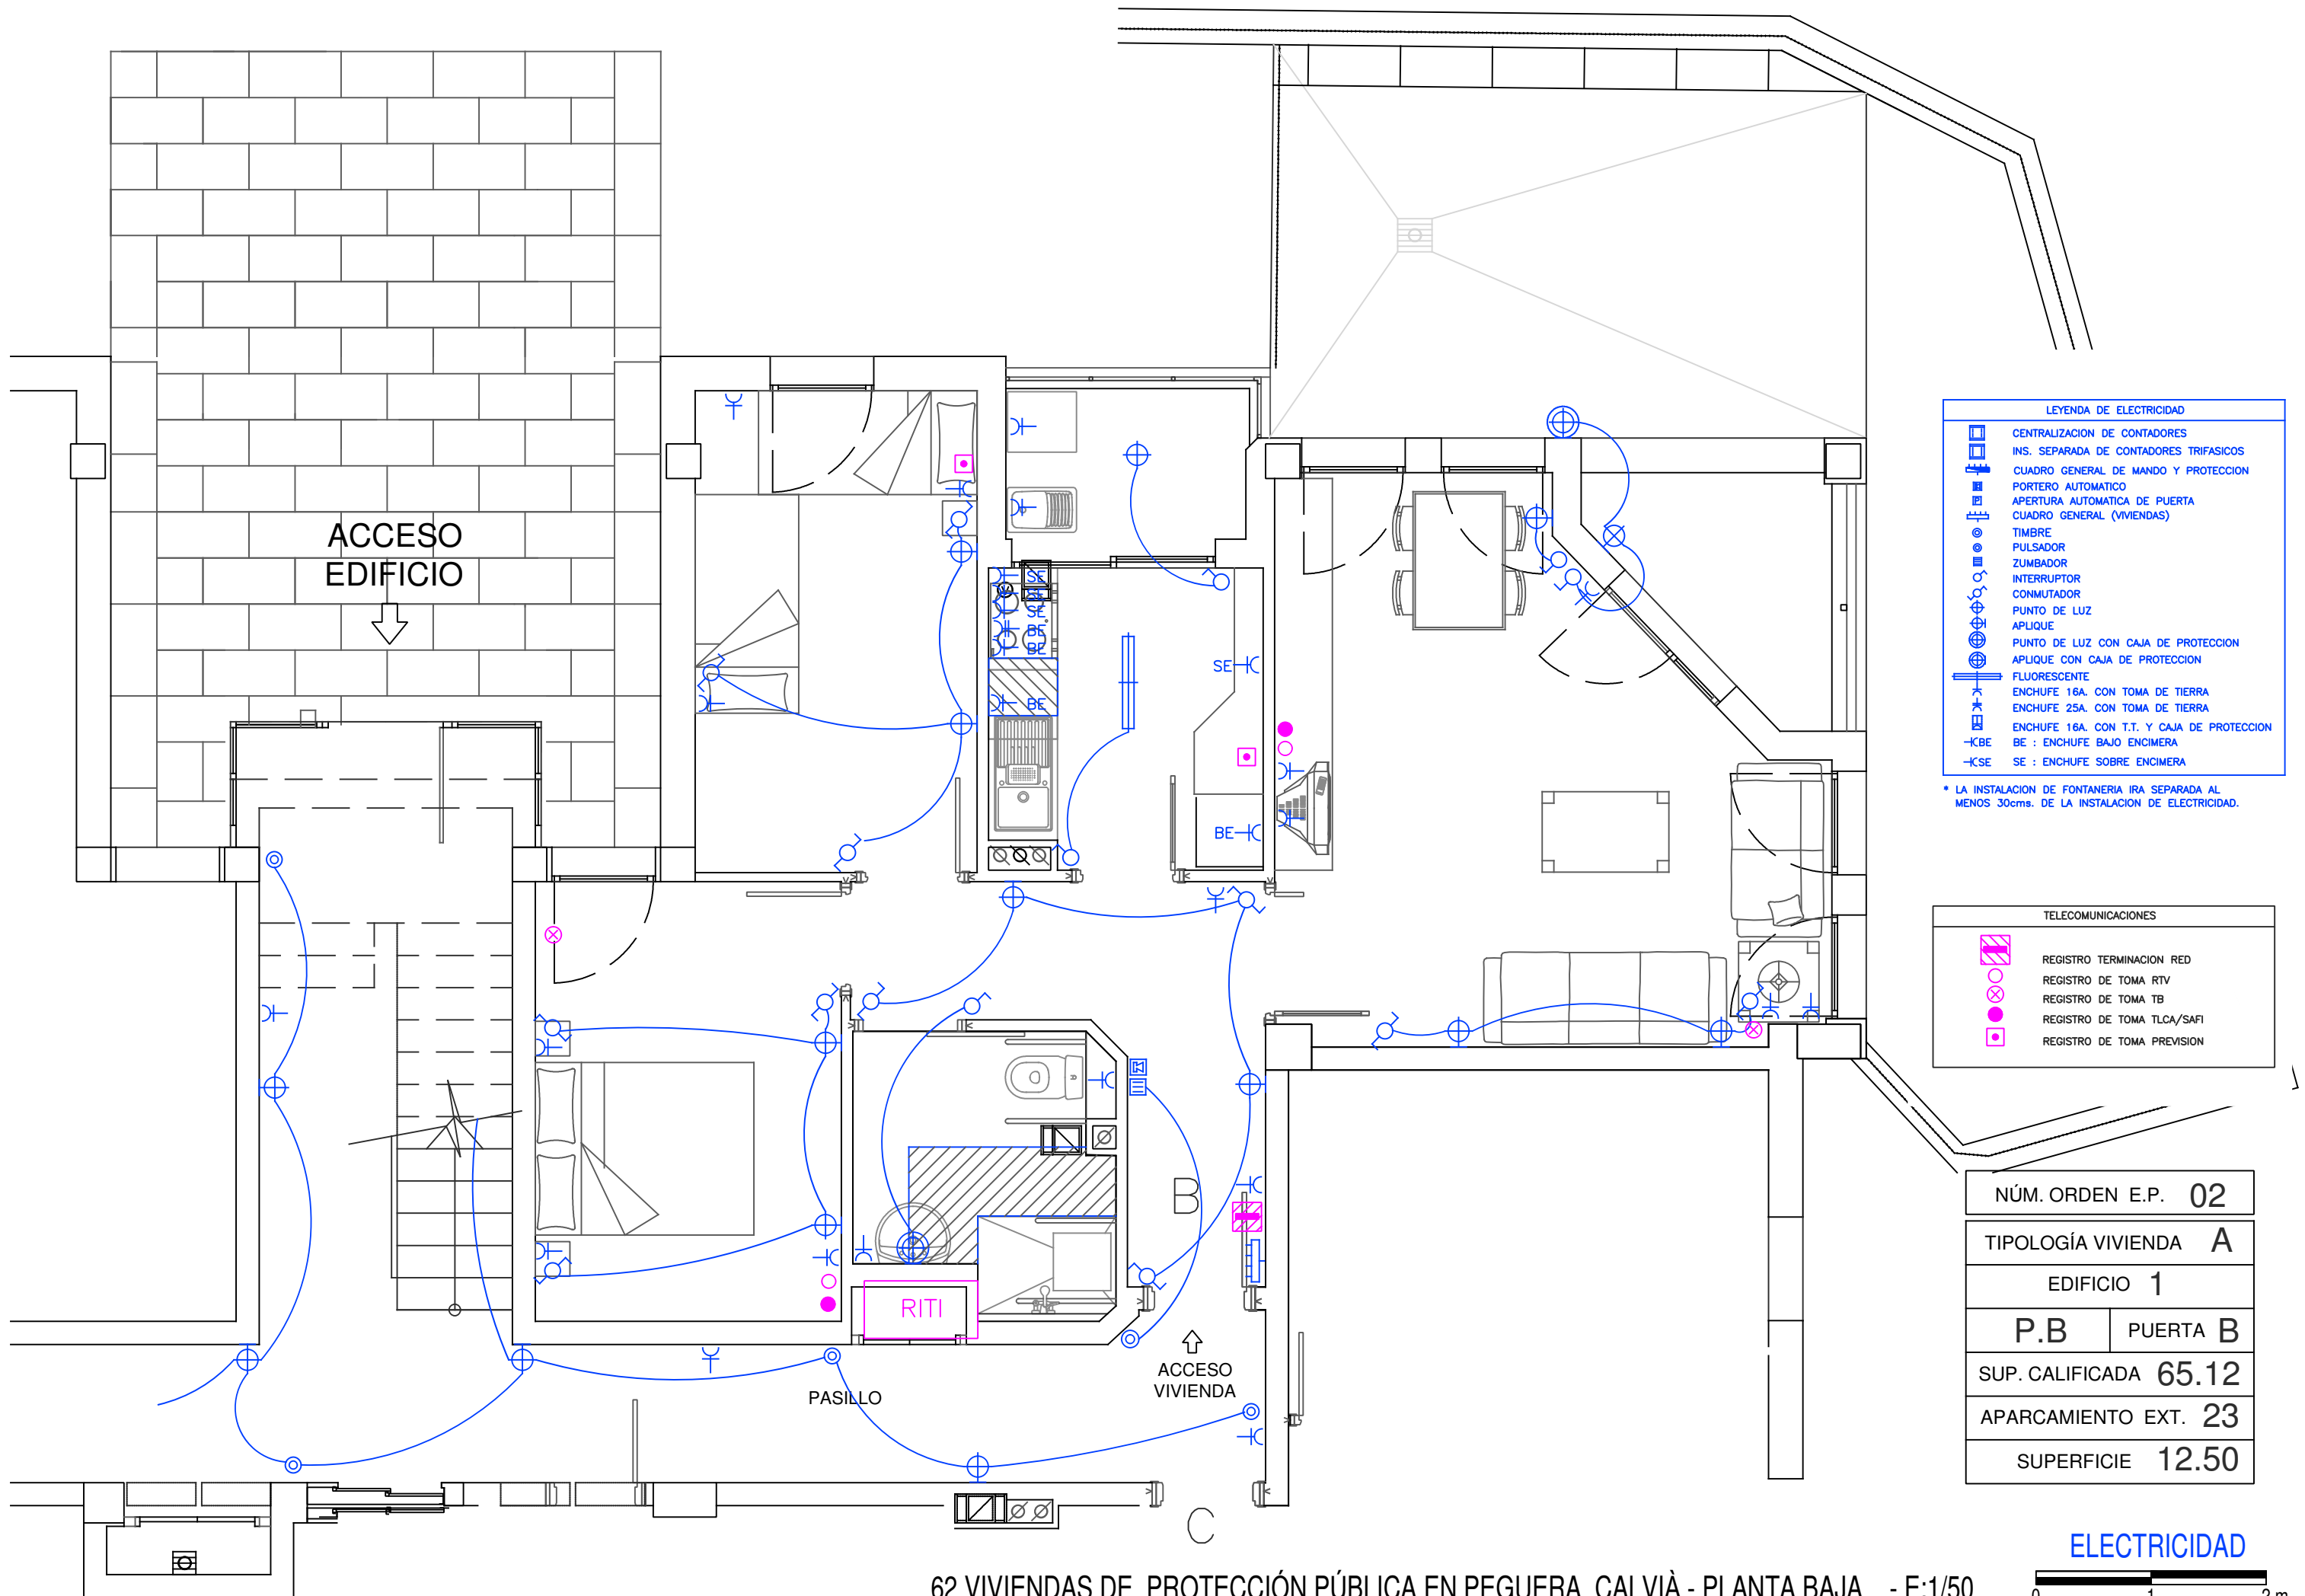 ACCESO
EDIFICIO
SE
SE
SE
BE
BE
BE
SE
BE
B
RITI
ACCESO
VIVIENDA
PASILLO
C
LEYENDA DE ELECTRICIDAD
CENTRALIZACION DE CONTADORES
INS. SEPARADA DE CONTADORES TRIFASICOS
CUADRO GENERAL DE MANDO Y PROTECCION
PORTERO AUTOMATICO
P APERTURA AUTOMATICA DE PUERTA
CUADRO GENERAL (VIVIENDAS)
TIMBRE
PULSADOR
ZUMBADOR
INTERRUPTOR
CONMUTADOR
PUNTO DE LUZ
APLIQUE
PUNTO DE LUZ CON CAJA DE PROTECCION
APLIQUE CON CAJA DE PROTECCION
FLUORESCENTE
ENCHUFE 16A. CON TOMA DE TIERRA
ENCHUFE 25A. CON TOMA DE TIERRA
ENCHUFE 16A. CON T.T. Y CAJA DE PROTECCION
BE BE : ENCHUFE BAJO ENCIMERA
SE SE : ENCHUFE SOBRE ENCIMERA
* LA INSTALACION DE FONTANERIA IRA SEPARADA AL
MENOS 30cms. DE LA INSTALACION DE ELECTRICIDAD.
TELECOMUNICACIONES
REGISTRO TERMINACION RED
REGISTRO DE TOMA RTV
REGISTRO DE TOMA TB
REGISTRO DE TOMA TLCA/SAFI
REGISTRO DE TOMA PREVISION
NÚM. ORDEN E.P. 02
TIPOLOGÍA VIVIENDA A
EDIFICIO 1
P.B PUERTA B
SUP. CALIFICADA 65.12
APARCAMIENTO EXT. 23
SUPERFICIE 12.50
ELECTRICIDAD
0 1 2 m
62 VIVIENDAS DE PROTECCIÓN PÚBLICA EN PEGUERA CALVIÀ - PLANTA BAJA - E:1/50